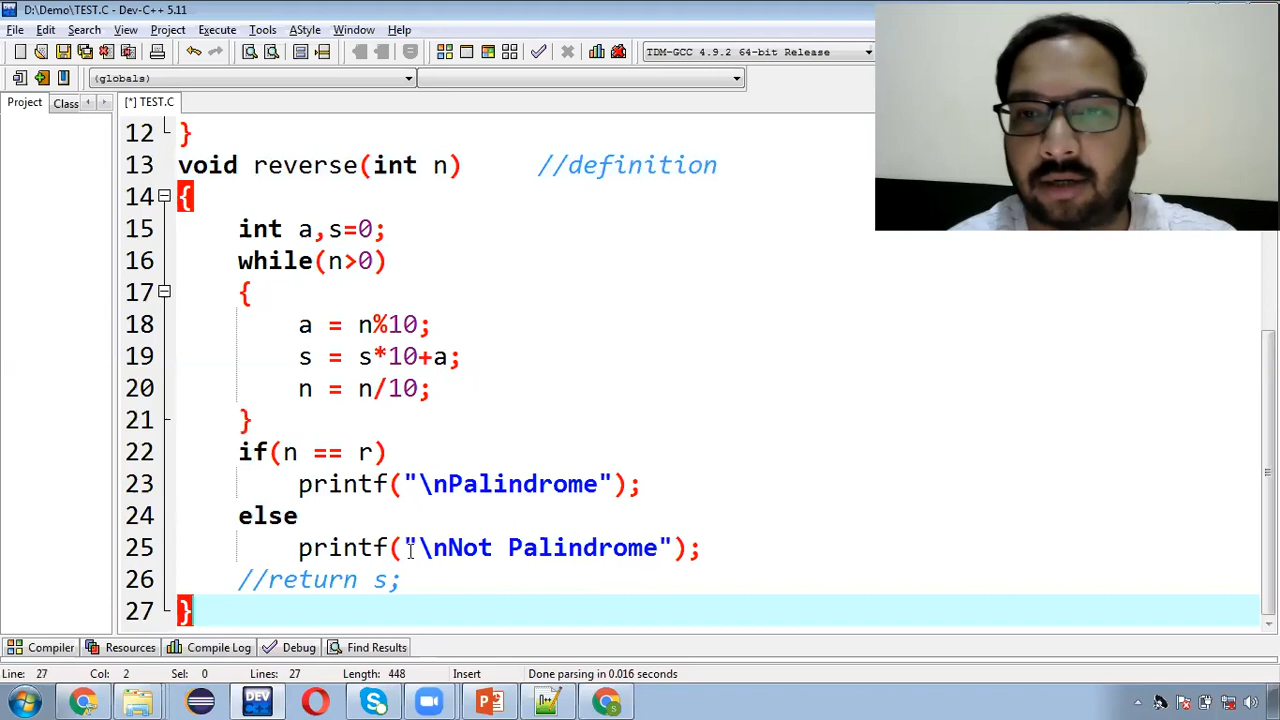 D:\Demo\TEST.C - Dev-C++ 5.11
File Edit Search View Project Execute Tools AStyle Window Help
TDM-GCC 4.9.2 64-bit Release
(globals)
Project Class [*] TEST.C
12 }
13 void reverse(int n) //definition
14 {
15 int a,s=0;
16 while(n>0)
17 {
18 a = n%10;
19 s = s*10+a;
20 n = n/10;
21 }
22 if(n == r)
23 printf("\nPalindrome");
24 else
25 printf("\nNot Palindrome");
26 //return s;
27 }
Compiler Resources Compile Log Debug Find Results
Line: 27 Col: 2 Sel: 0 Lines: 27 Length: 448 Insert Done parsing in 0.016 seconds
DEV